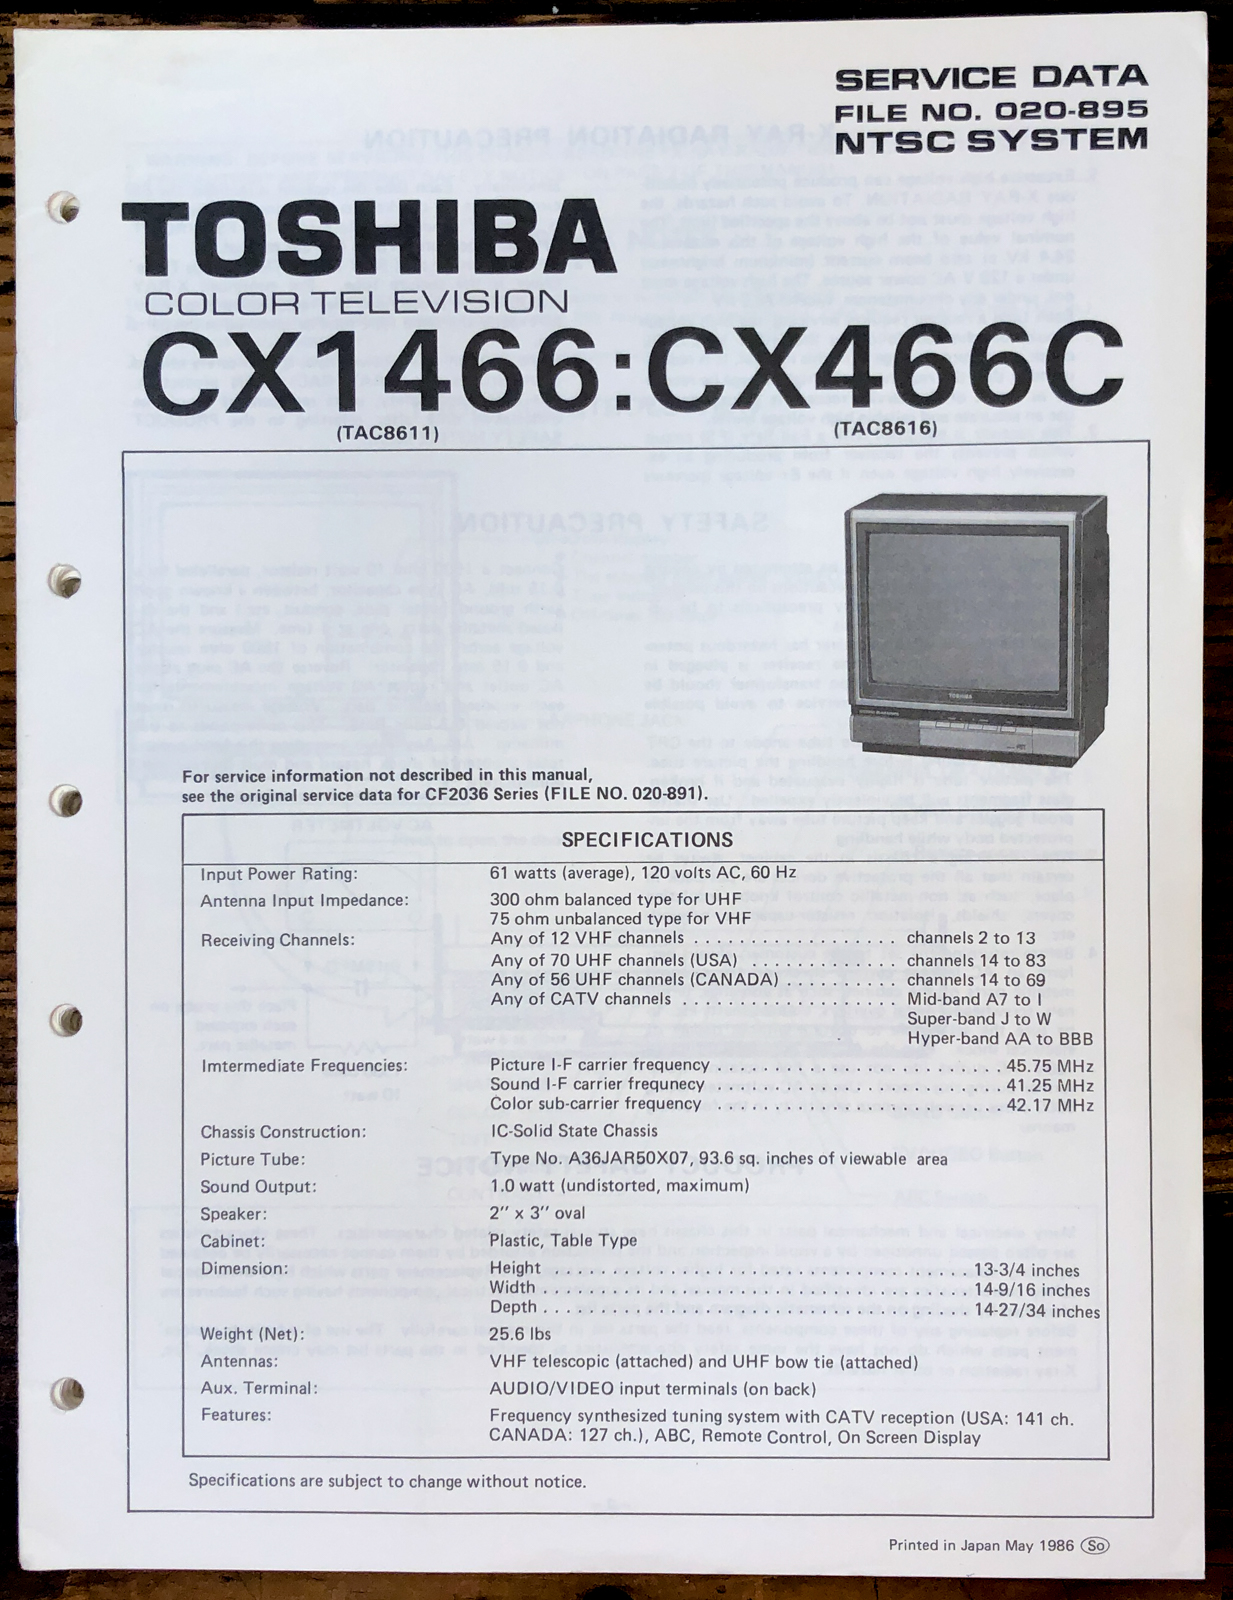 SERVICE DATA
FILE NO. 020-895
NTSC SYSTEM
TOSHIBA
COLOR TELEVISION
CX1466:CX466C
(TAC8611) (TAC8616)
TOSHIBA
For service information not described in this manual,
see the original service data for CF2036 Series (FILE NO. 020-891).
SPECIFICATIONS
Input Power Rating: 61 watts (average), 120 volts AC, 60 Hz
Antenna Input Impedance: 300 ohm balanced type for UHF
75 ohm unbalanced type for VHF
Receiving Channels: Any of 12 VHF channels . . . . . . . . . . . . . . . . . . channels 2 to 13
Any of 70 UHF channels (USA) . . . . . . . . . . . . . channels 14 to 83
Any of 56 UHF channels (CANADA) . . . . . . . . . . channels 14 to 69
Any of CATV channels . . . . . . . . . . . . . . . . . . . Mid-band A7 to I
Super-band J to W
Hyper-band AA to BBB
Imtermediate Frequencies: Picture I-F carrier frequency . . . . . . . . . . . . . . . . . . . . . . . . . 45.75 MHz
Sound I-F carrier frequnecy . . . . . . . . . . . . . . . . . . . . . . . . . . 41.25 MHz
Color sub-carrier frequency . . . . . . . . . . . . . . . . . . . . . . . . . . 42.17 MHz
Chassis Construction: IC-Solid State Chassis
Picture Tube: Type No. A36JAR50X07, 93.6 sq. inches of viewable area
Sound Output: 1.0 watt (undistorted, maximum)
Speaker: 2" x 3" oval
Cabinet: Plastic, Table Type
Dimension: Height . . . . . . . . . . . . . . . . . . . . . . . . . . . . . . . . . . . . . 13-3/4 inches
Width . . . . . . . . . . . . . . . . . . . . . . . . . . . . . . . . . . . . . . 14-9/16 inches
Depth . . . . . . . . . . . . . . . . . . . . . . . . . . . . . . . . . . . . . . 14-27/34 inches
Weight (Net): 25.6 lbs
Antennas: VHF telescopic (attached) and UHF bow tie (attached)
Aux. Terminal: AUDIO/VIDEO input terminals (on back)
Features: Frequency synthesized tuning system with CATV reception (USA: 141 ch.
CANADA: 127 ch.), ABC, Remote Control, On Screen Display
Specifications are subject to change without notice.
Printed in Japan May 1986 So